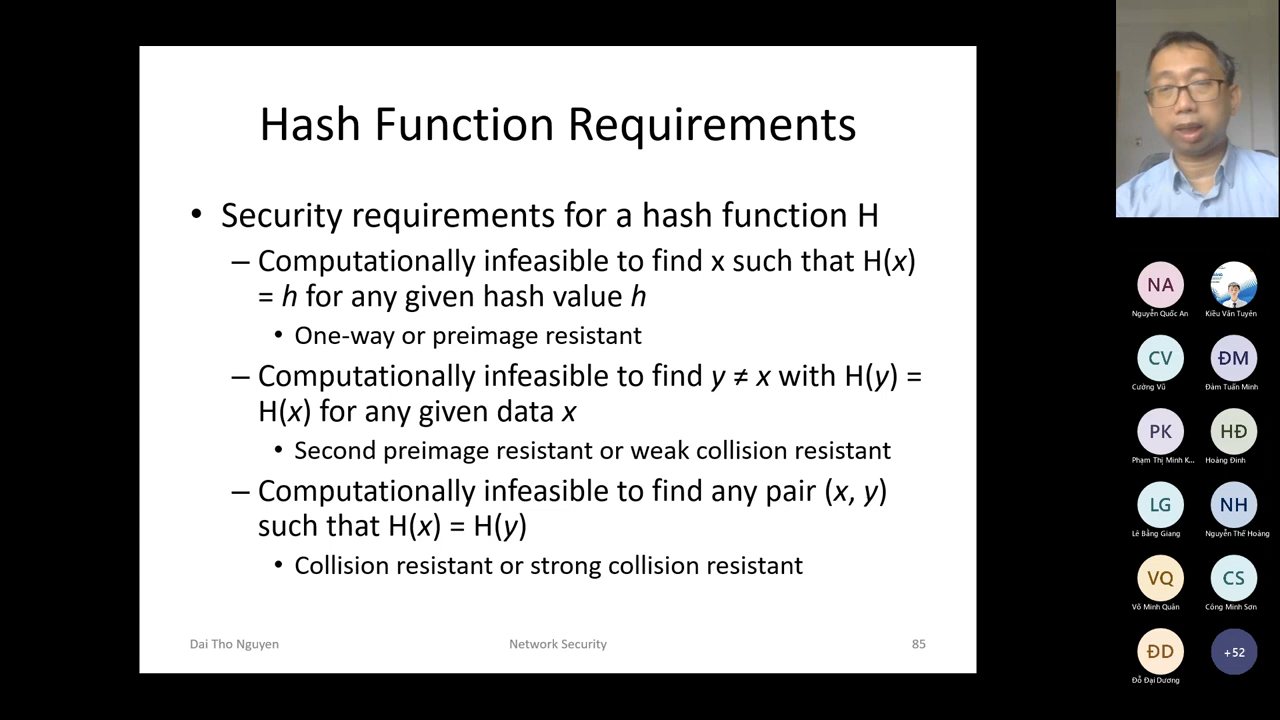 Hash Function Requirements
• Security requirements for a hash function H
– Computationally infeasible to find x such that H(x)
= h for any given hash value h
• One-way or preimage resistant
– Computationally infeasible to find y ≠ x with H(y) =
H(x) for any given data x
• Second preimage resistant or weak collision resistant
– Computationally infeasible to find any pair (x, y)
such that H(x) = H(y)
• Collision resistant or strong collision resistant
Dai Tho Nguyen
Network Security
85
NA
Nguyễn Quốc An
Kiều Văn Tuyên
CV
Cường Vũ
ĐM
Đàm Tuấn Minh
PK
Phạm Thị Minh K...
HĐ
Hoàng Đinh
LG
Lê Bằng Giang
NH
Nguyễn Thế Hoàng
VQ
Võ Minh Quân
CS
Công Minh Sơn
ĐD
Đỗ Đại Dương
+52